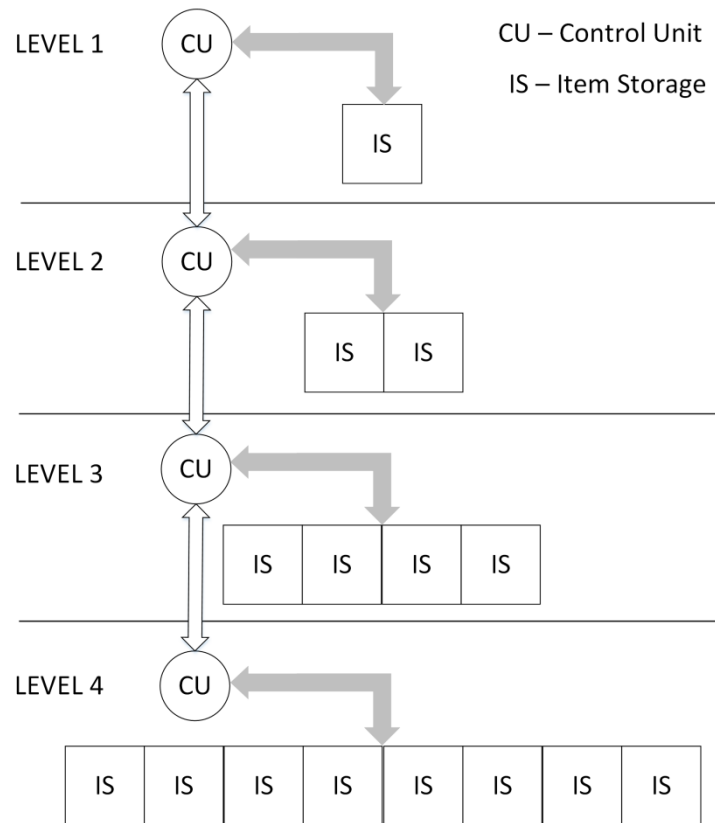 LEVEL 1
CU
CU – Control Unit
IS – Item Storage
IS
LEVEL 2
CU
IS IS
LEVEL 3
CU
IS IS IS IS
LEVEL 4
CU
IS IS IS IS IS IS IS IS